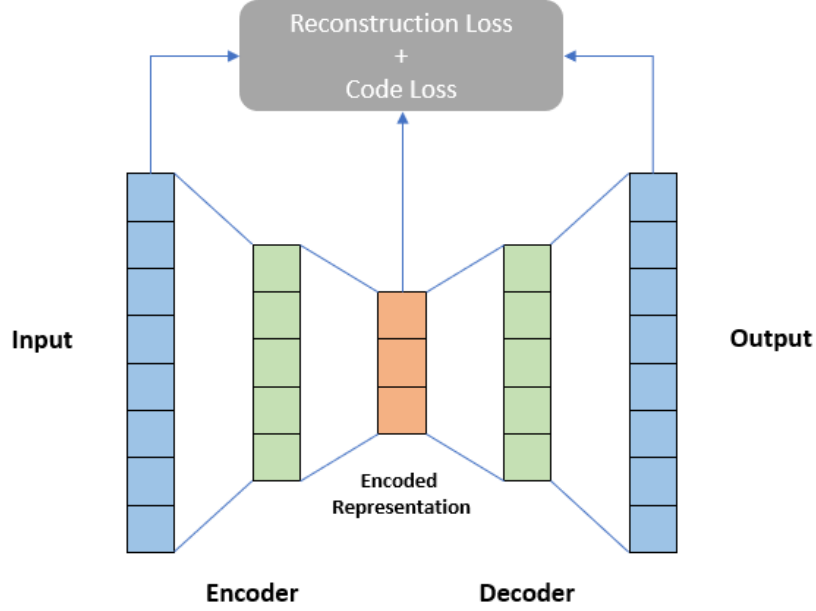 Reconstruction Loss
+
Code Loss
Input
Output
Encoded
Representation
Encoder
Decoder